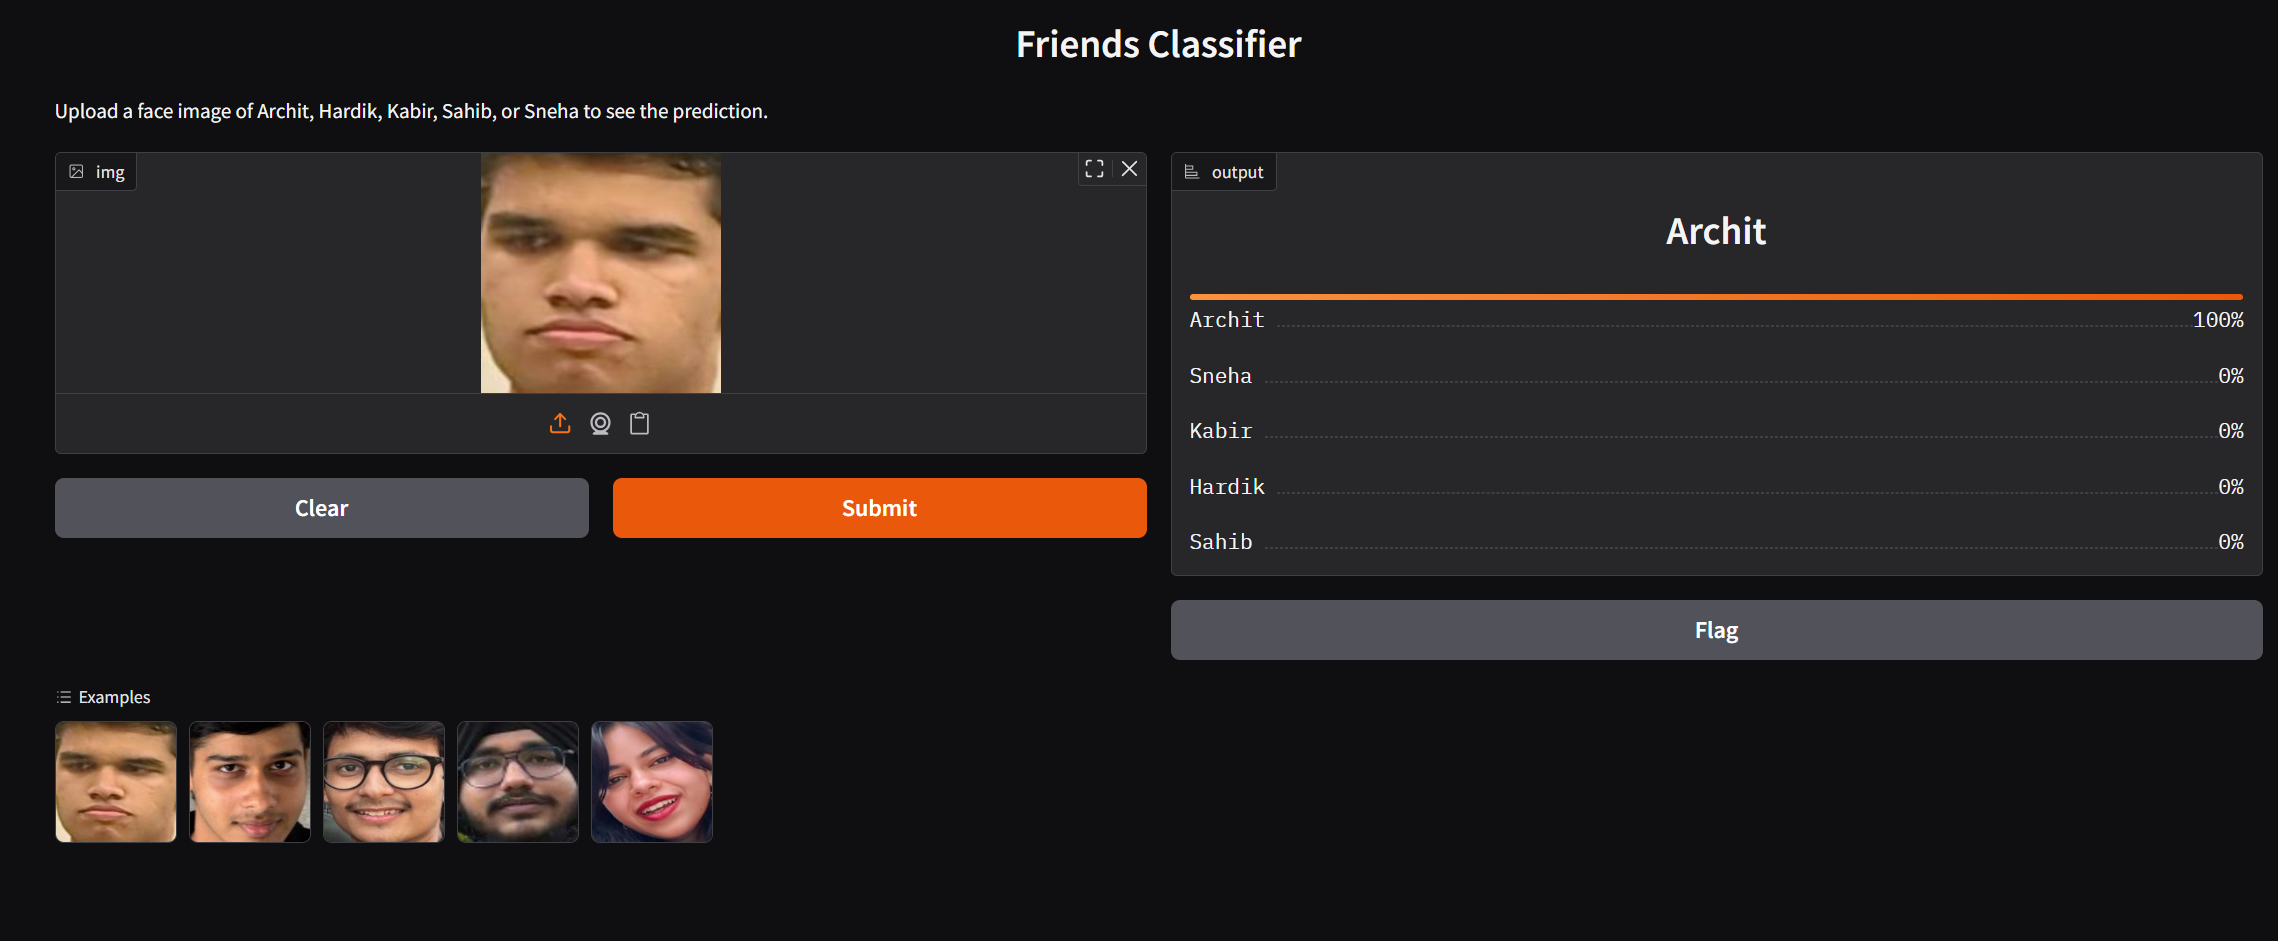 Friends Classifier
Upload a face image of Archit, Hardik, Kabir, Sahib, or Sneha to see the prediction.
img
output
Archit
Archit 100%
Sneha 0%
Kabir 0%
Hardik 0%
Sahib 0%
Clear
Submit
Flag
Examples